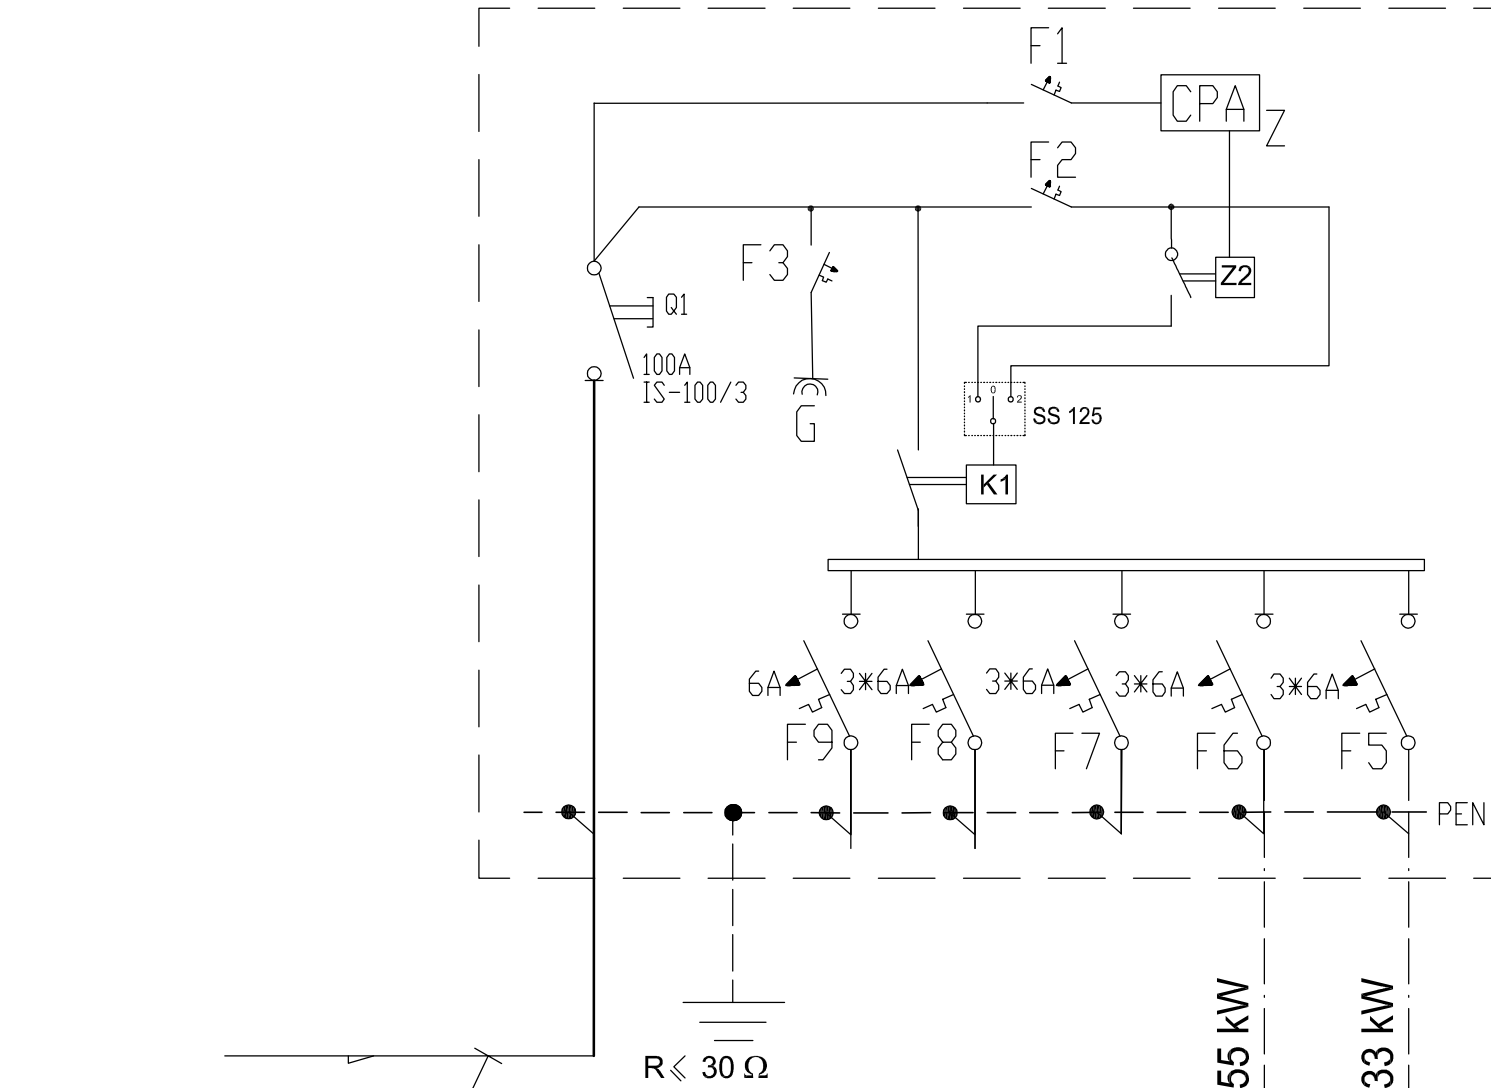 F1
CPA
Z
F2
F3
Z2
Q1
100A
IS-100/3
G
1
0
2
SS 125
K1
6A
3*6A
3*6A
3*6A
3*6A
F9
F8
F7
F6
F5
PEN
55 kW
33 kW
R⩽ 30 Ω